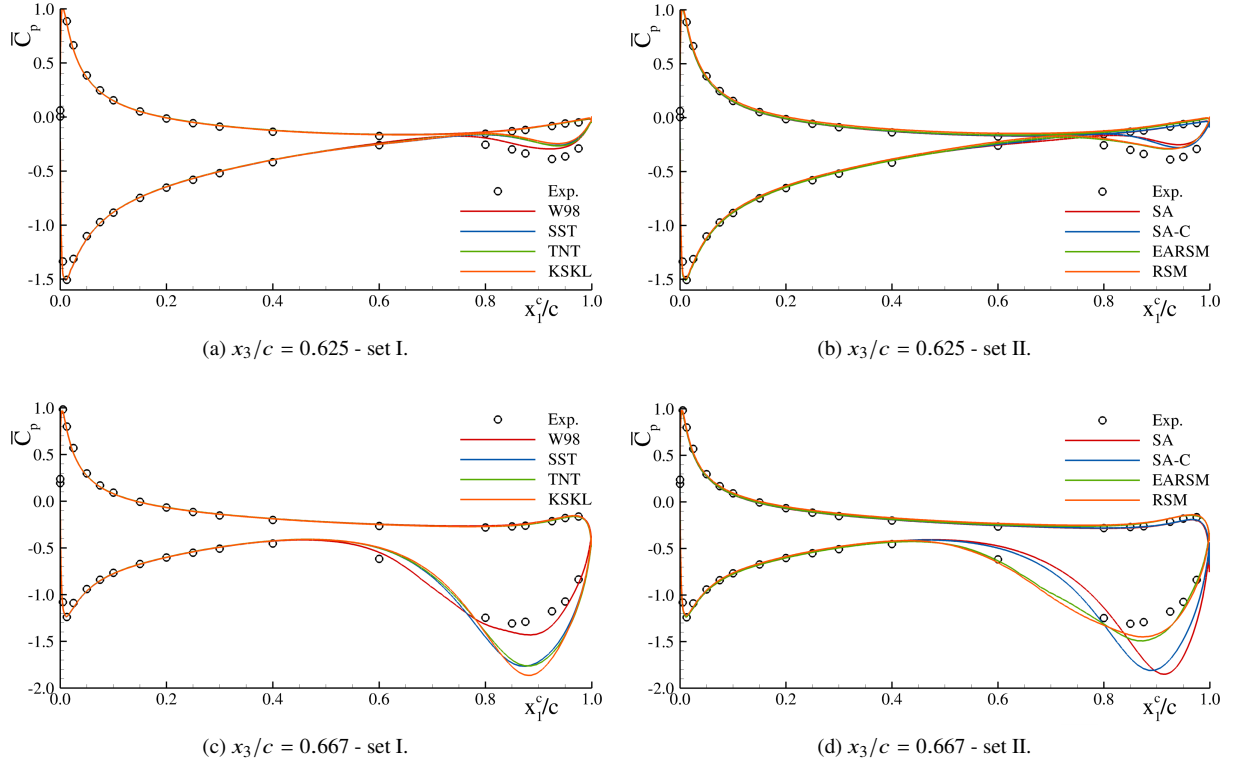 1.0
0.5
0.0
-0.5
-1.0
-1.5
C̅p
0.0 0.2 0.4 0.6 0.8 1.0
x₁ᶜ/c
Exp.
W98
SST
TNT
KSKL
(a) x₃/c = 0.625 - set I.
1.0
0.5
0.0
-0.5
-1.0
-1.5
C̅p
0.0 0.2 0.4 0.6 0.8 1.0
x₁ᶜ/c
Exp.
SA
SA-C
EARSM
RSM
(b) x₃/c = 0.625 - set II.
1.0
0.5
0.0
-0.5
-1.0
-1.5
-2.0
C̅p
0.0 0.2 0.4 0.6 0.8 1.0
x₁ᶜ/c
Exp.
W98
SST
TNT
KSKL
(c) x₃/c = 0.667 - set I.
1.0
0.5
0.0
-0.5
-1.0
-1.5
-2.0
C̅p
0.0 0.2 0.4 0.6 0.8 1.0
x₁ᶜ/c
Exp.
SA
SA-C
EARSM
RSM
(d) x₃/c = 0.667 - set II.